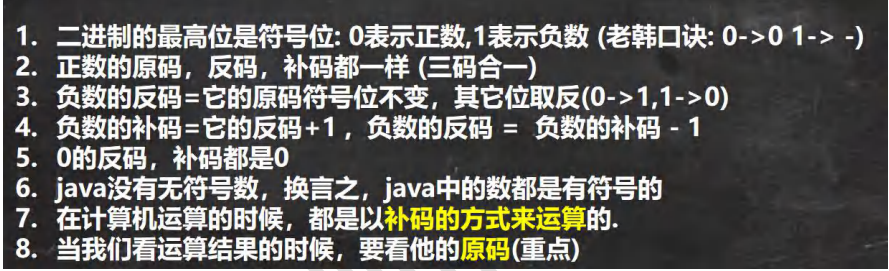 1. 二进制的最高位是符号位: 0表示正数,1表示负数 (老韩口诀: 0->0 1-> -)
2. 正数的原码，反码，补码都一样 (三码合一)
3. 负数的反码=它的原码符号位不变，其它位取反(0->1,1->0)
4. 负数的补码=它的反码+1，负数的反码 = 负数的补码 - 1
5. 0的反码，补码都是0
6. java没有无符号数，换言之，java中的数都是有符号的
7. 在计算机运算的时候，都是以补码的方式来运算的.
8. 当我们看运算结果的时候，要看他的原码(重点)